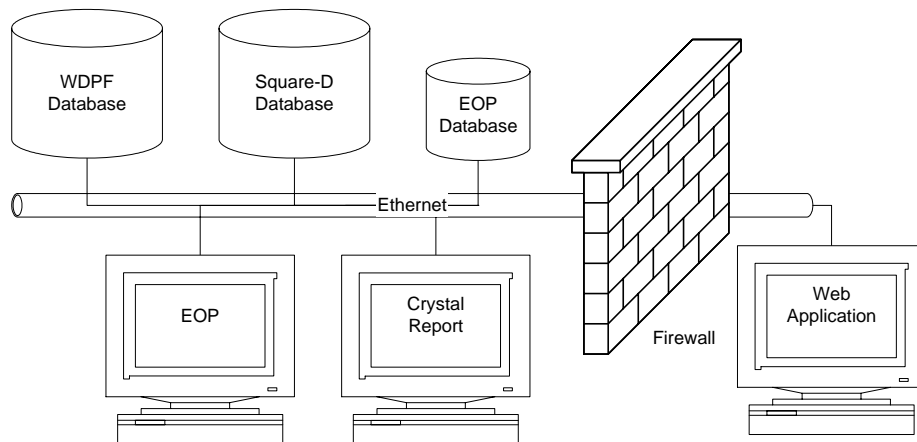 WDPF
Database
Square-D
Database
EOP
Database
Ethernet
EOP
Crystal
Report
Firewall
Web
Application